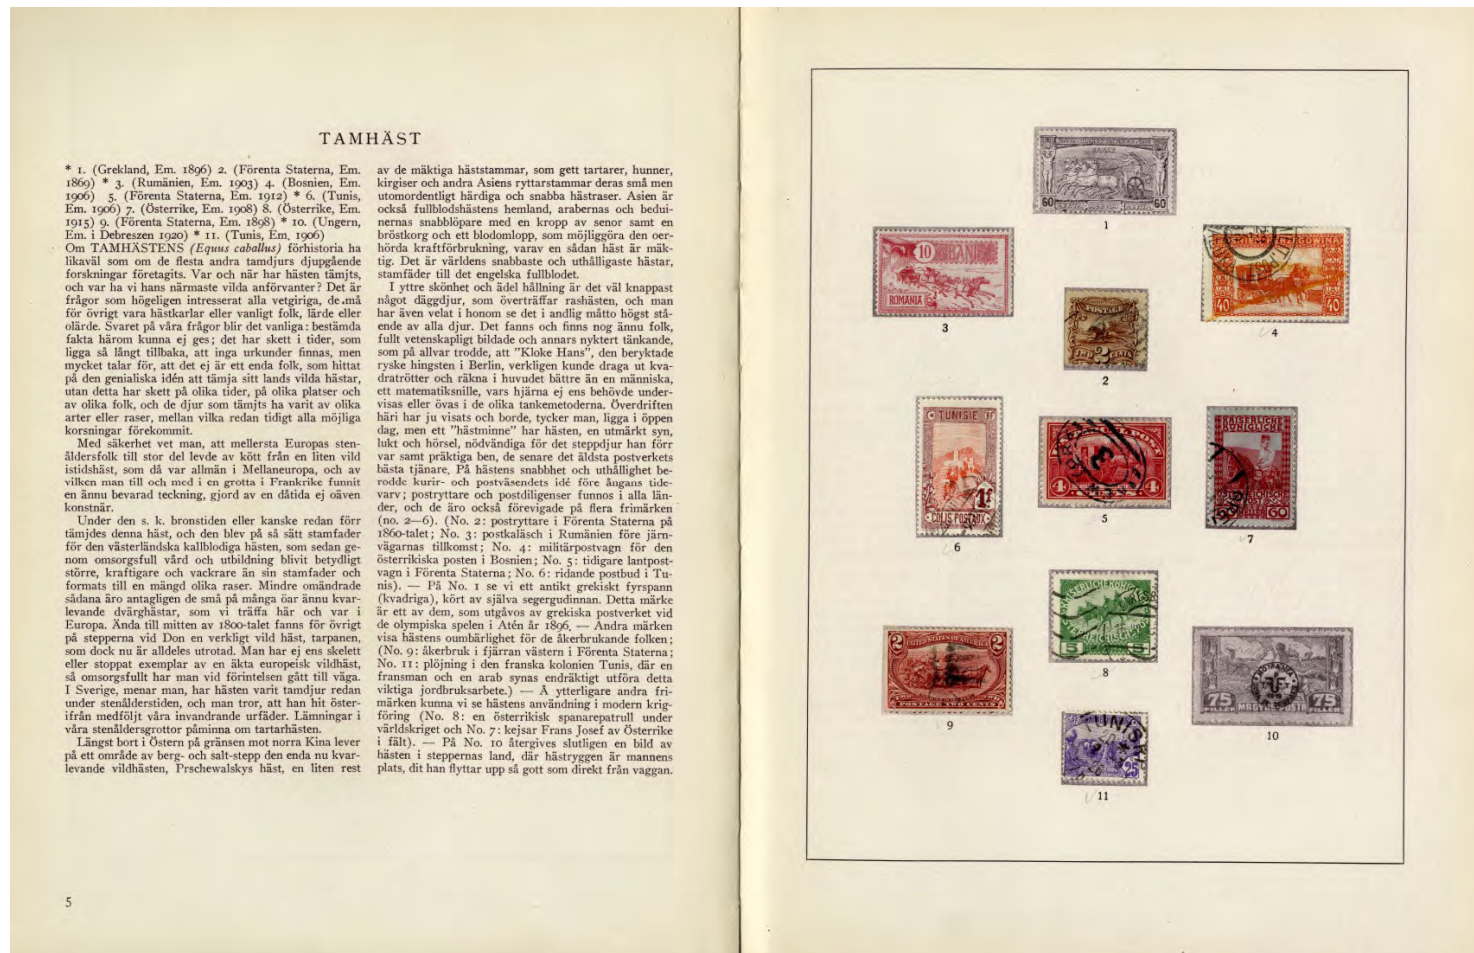 TAMHÄST
* 1. (Grekland, Em. 1896) 2. (Förenta Staterna, Em.
1869) * 3. (Rumänien, Em. 1903) 4. (Bosnien, Em.
1906) 5. (Förenta Staterna, Em. 1912) * 6. (Tunis,
Em. 1906) 7. (Österrike, Em. 1908) 8. (Österrike, Em.
1915) 9. (Förenta Staterna, Em. 1898) * 10. (Ungern,
Em. i Debreszen 1920) * 11. (Tunis, Em. 1906)
Om TAMHÄSTENS (Equus caballus) förhistoria ha
likaväl som om de flesta andra tamdjurs djupgående
forskningar företagits. Var och när har hästen tämjts,
och var ha vi hans närmaste vilda anförvanter? Det är
frågor som högeligen intresserat alla vetgiriga, de må
för övrigt vara hästkarlar eller vanligt folk, lärde eller
olärde. Svaret på våra frågor blir det vanliga: bestämda
fakta härom kunna ej ges; det har skett i tider, som
ligga så långt tillbaka, att inga urkunder finnas, men
mycket talar för, att det ej är ett enda folk, som hittat
på den genialiska idén att tämja sitt lands vilda hästar,
utan detta har skett på olika tider, på olika platser och
av olika folk, och de djur som tämjts ha varit av olika
arter eller raser, mellan vilka redan tidigt alla möjliga
korsningar förekommit.
Med säkerhet vet man, att mellersta Europas sten-
åldersfolk till stor del levde av kött från en liten vild
istidshäst, som då var allmän i Mellaneuropa, och av
vilken man till och med i en grotta i Frankrike funnit
en ännu bevarad teckning, gjord av en dåtida ej oäven
konstnär.
Under den s. k. bronstiden eller kanske redan förr
tämjdes denna häst, och den blev på så sätt stamfader
för den västerländska kallblodiga hästen, som sedan ge-
nom omsorgsfull vård och utbildning blivit betydligt
större, kraftigare och vackrare än sin stamfader och
formats till en mängd olika raser. Mindre omändrade
sådana äro antagligen de små på många öar ännu kvar-
levande dvärghästar, som vi träffa här och var i
Europa. Ända till mitten av 1800-talet fanns för övrigt
på stepperna vid Don en verkligt vild häst, tarpanen,
som dock nu är alldeles utrotad. Man har ej ens skelett
eller stoppat exemplar av en äkta europeisk vildhäst,
så omsorgsfullt har man vid förintelsen gått till väga.
I Sverige, menar man, har hästen varit tamdjur redan
under stenålderstiden, och man tror, att han hit öster-
ifrån medföljt våra invandrande urfäder. Lämningar i
våra stenåldersgrottor påminna om tartarhästen.
Längst bort i Östern på gränsen mot norra Kina lever
på ett område av berg- och salt-stepp den enda nu kvar-
levande vildhästen, Prschewalskys häst, en liten rest
av de mäktiga häststammar, som gett tartarer, hunner,
kirgiser och andra Asiens ryttarstammar deras små men
utomordentligt härdiga och snabba hästraser. Asien är
också fullblodshästens hemland, arabernas och bedui-
nernas snabblöpare med en kropp av senor samt en
bröstkorg och ett blodomlopp, som möjliggöra den oer-
hörda kraftförbrukning, varav en sådan häst är mäk-
tig. Det är världens snabbaste och uthålligaste hästar,
stamfäder till det engelska fullblodet.
I yttre skönhet och ädel hållning är det väl knappast
något däggdjur, som överträffar rashästen, och man
har även velat i honom se det i andlig måtto högst stå-
ende av alla djur. Det fanns och finns nog ännu folk,
fullt vetenskapligt bildade och annars nyktert tänkande,
som på allvar trodde, att "Kloke Hans", den beryktade
ryske hingsten i Berlin, verkligen kunde draga ut kva-
dratrötter och räkna i huvudet bättre än en människa,
ett matematiksnille, vars hjärna ej ens behövde under-
visas eller övas i de olika tankemetoderna. Överdriften
häri har ju visats och borde, tycker man, ligga i öppen
dag, men ett "hästminne" har hästen, en utmärkt syn,
lukt och hörsel, nödvändiga för det steppdjur han förr
var samt präktiga ben, de senare det äldsta postverkets
bästa tjänare. På hästens snabbhet och uthållighet be-
rodde kurir- och postväsendets idé före ångans tide-
varv; postryttare och postdiligenser funnos i alla län-
der, och de äro också förevigade på flera frimärken
(no. 2—6). (No. 2: postryttare i Förenta Staterna på
1860-talet; No. 3: postkaläsch i Rumänien före järn-
vägarnas tillkomst; No. 4: militärpostvagn för den
österrikiska posten i Bosnien; No. 5: tidigare lantpost-
vagn i Förenta Staterna; No. 6: ridande postbud i Tu-
nis). — På No. 1 se vi ett antikt grekiskt fyrspann
(kvadriga), kört av själva segergudinnan. Detta märke
är ett av dem, som utgåvos av grekiska postverket vid
de olympiska spelen i Atén år 1896. — Andra märken
visa hästens oumbärlighet för de åkerbrukande folken;
(No. 9: åkerbruk i fjärran västern i Förenta Staterna;
No. 11: plöjning i den franska kolonien Tunis, där en
fransman och en arab synas endräktigt utföra detta
viktiga jordbruksarbete.) — Å ytterligare andra fri-
märken kunna vi se hästens användning i modern krig-
föring (No. 8: en österrikisk spanarepatrull under
världskriget och No. 7: kejsar Frans Josef av Österrike
i fält). — På No. 10 återgives slutligen en bild av
hästen i steppernas land, där hästryggen är mannens
plats, dit han flyttar upp så gott som direkt från vaggan.
5
60 60
1
10
ROMANIA
3
40 40
4
POSTAGE
2
2
TUNISIE
1f
COLIS POSTAUX
6
4 4
5
60
7
5 5
8
2 2
UNITED STATES OF AMERICA
POSTAGE TWO CENTS
9
75 75
MAGYAR POSTA
10
TUNIS
25
11